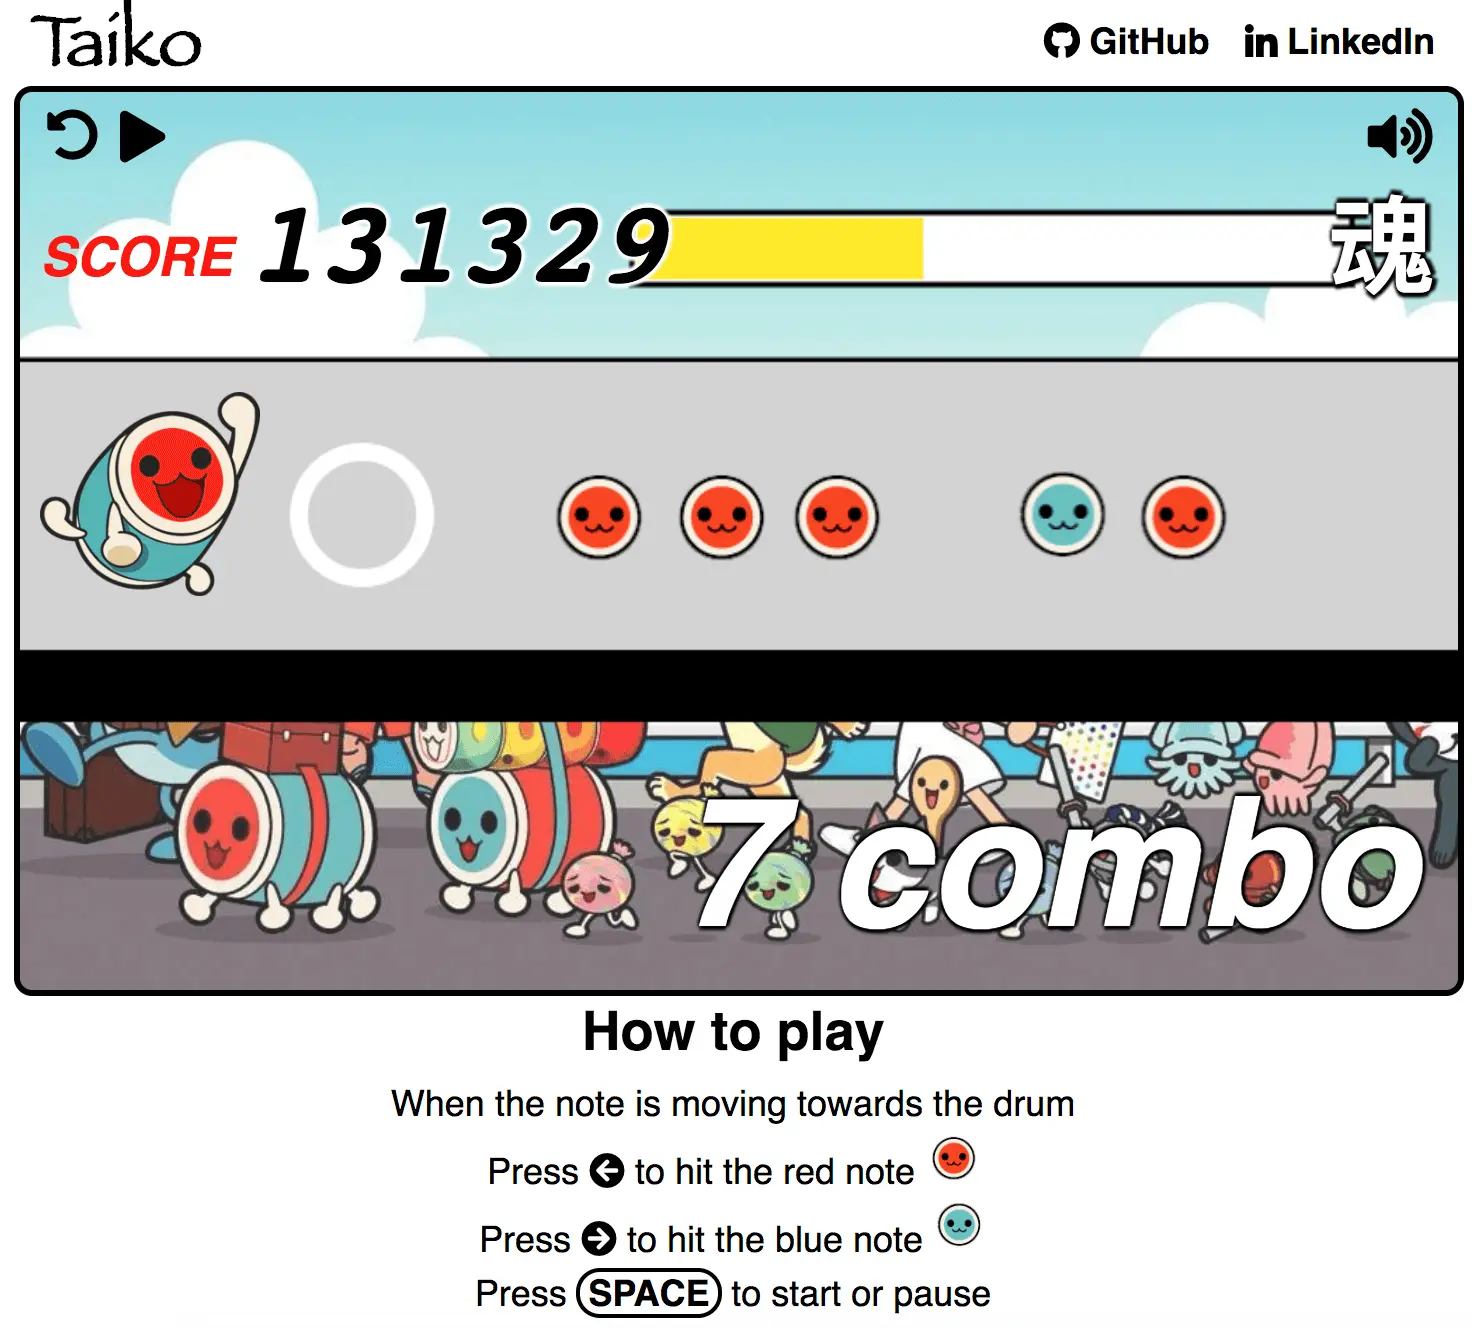 Taiko
GitHub
LinkedIn
SCORE 131329
魂
7 combo
How to play
When the note is moving towards the drum
Press to hit the red note
Press to hit the blue note
Press SPACE to start or pause